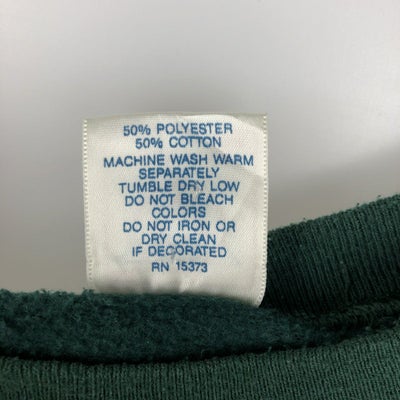 50% POLYESTER
50% COTTON
MACHINE WASH WARM
SEPARATELY
TUMBLE DRY LOW
DO NOT BLEACH
COLORS
DO NOT IRON OR
DRY CLEAN
IF DECORATED
RN 15373